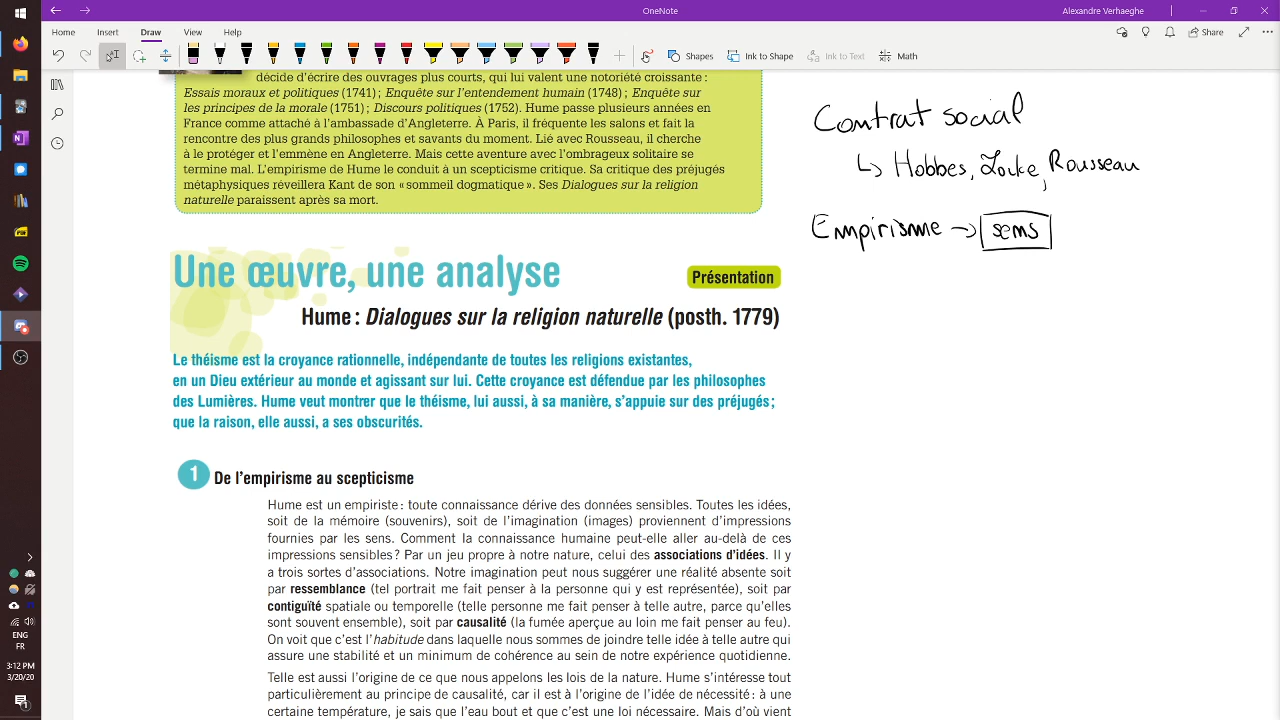 OneNote
Alexandre Verhaeghe
Home Insert Draw View Help
Share
Shapes Ink to Shape Ink to Text Math
décide d'écrire des ouvrages plus courts, qui lui valent une notoriété croissante :
Essais moraux et politiques (1741) ; Enquête sur l'entendement humain (1748) ; Enquête sur
les principes de la morale (1751) ; Discours politiques (1752). Hume passe plusieurs années en
France comme attaché à l'ambassade d'Angleterre. À Paris, il fréquente les salons et fait la
rencontre des plus grands philosophes et savants du moment. Lié avec Rousseau, il cherche
à le protéger et l'emmène en Angleterre. Mais cette aventure avec l'ombrageux solitaire se
termine mal. L'empirisme de Hume le conduit à un scepticisme critique. Sa critique des préjugés
métaphysiques réveillera Kant de son « sommeil dogmatique ». Ses Dialogues sur la religion
naturelle paraissent après sa mort.
Contrat social
↳ Hobbes, Locke, Rousseau
Empirisme → sens
Une œuvre, une analyse
Présentation
Hume : Dialogues sur la religion naturelle (posth. 1779)
Le théisme est la croyance rationnelle, indépendante de toutes les religions existantes,
en un Dieu extérieur au monde et agissant sur lui. Cette croyance est défendue par les philosophes
des Lumières. Hume veut montrer que le théisme, lui aussi, à sa manière, s'appuie sur des préjugés ;
que la raison, elle aussi, a ses obscurités.
1 De l'empirisme au scepticisme
Hume est un empiriste : toute connaissance dérive des données sensibles. Toutes les idées,
soit de la mémoire (souvenirs), soit de l'imagination (images) proviennent d'impressions
fournies par les sens. Comment la connaissance humaine peut-elle aller au-delà de ces
impressions sensibles ? Par un jeu propre à notre nature, celui des associations d'idées. Il y
a trois sortes d'associations. Notre imagination peut nous suggérer une réalité absente soit
par ressemblance (tel portrait me fait penser à la personne qui y est représentée), soit par
contiguïté spatiale ou temporelle (telle personne me fait penser à telle autre, parce qu'elles
sont souvent ensemble), soit par causalité (la fumée aperçue au loin me fait penser au feu).
On voit que c'est l'habitude dans laquelle nous sommes de joindre telle idée à telle autre qui
assure une stabilité et un minimum de cohérence au sein de notre expérience quotidienne.
Telle est aussi l'origine de ce que nous appelons les lois de la nature. Hume s'intéresse tout
particulièrement au principe de causalité, car il est à l'origine de l'idée de nécessité : à une
certaine température, je sais que l'eau bout et que c'est une loi nécessaire. Mais d'où vient
ENG
FR
3:12 PM
3/20/20